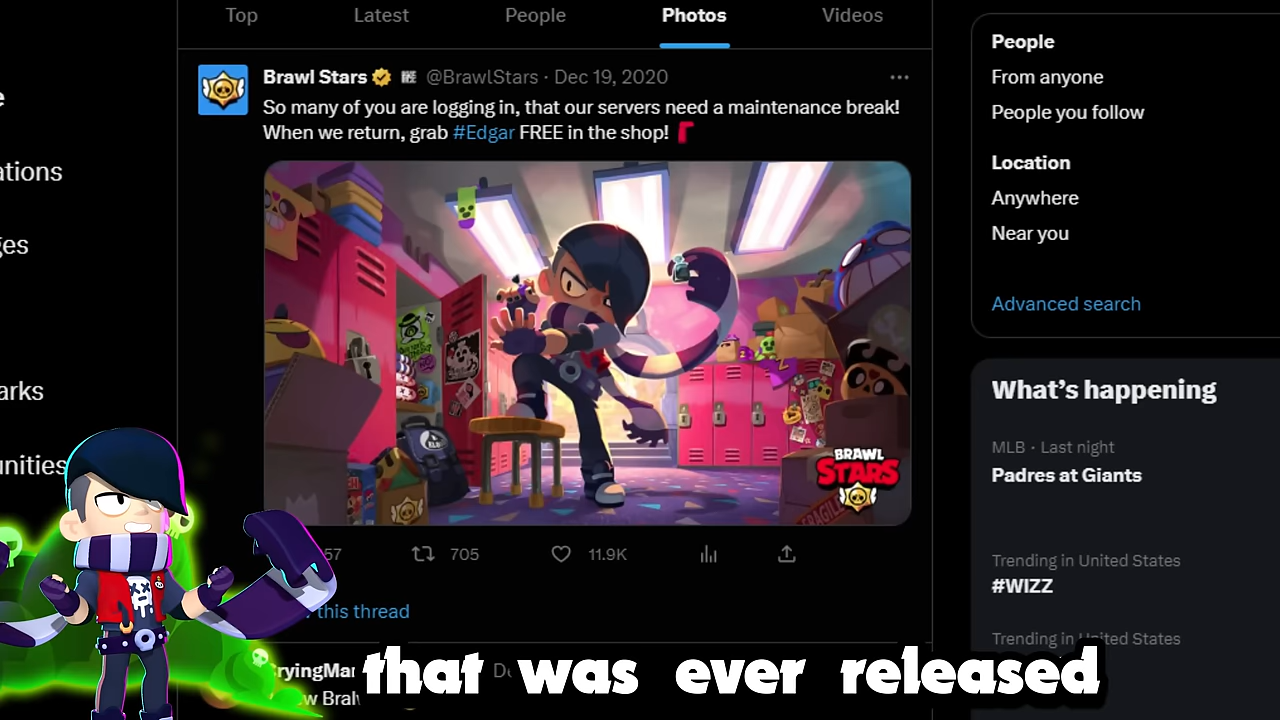 Top Latest People Photos Videos
Brawl Stars @BrawlStars · Dec 19, 2020
So many of you are logging in, that our servers need a maintenance break!
When we return, grab #Edgar FREE in the shop!
BRAWL
STARS
57 705 11.9K
this thread
CryingMar
ations
ges
arks
unities
People
From anyone
People you follow
Location
Anywhere
Near you
Advanced search
What's happening
MLB · Last night
Padres at Giants
Trending in United States
#WIZZ
Trending in United States
that was ever released